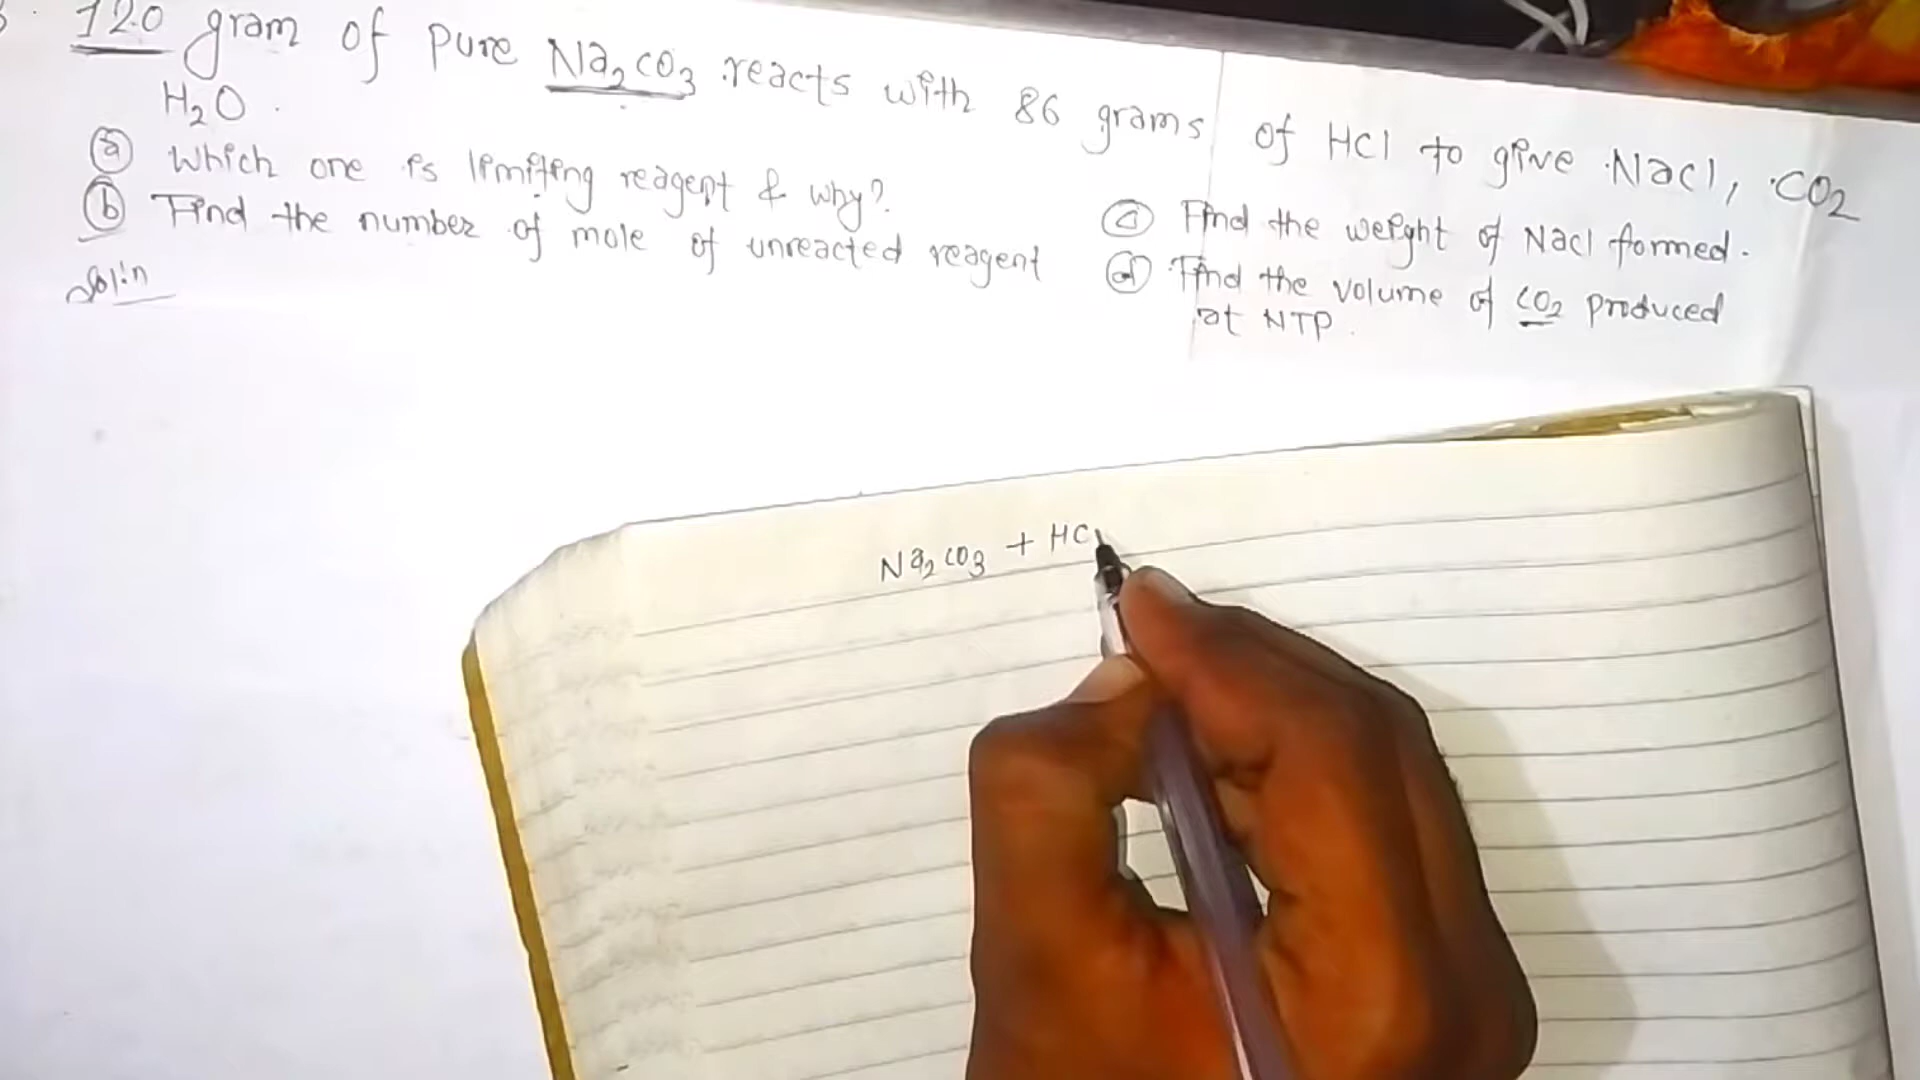 120 gram of pure Na₂CO₃ reacts with 86 grams of HCl to give NaCl, CO₂
H₂O.
ⓐ Which one is limiting reagent & why?
ⓑ Find the number of mole of unreacted reagent
ⓒ Find the weight of NaCl formed.
ⓓ Find the volume of CO₂ produced
at NTP.
Sol:n
Na₂CO₃ + HC